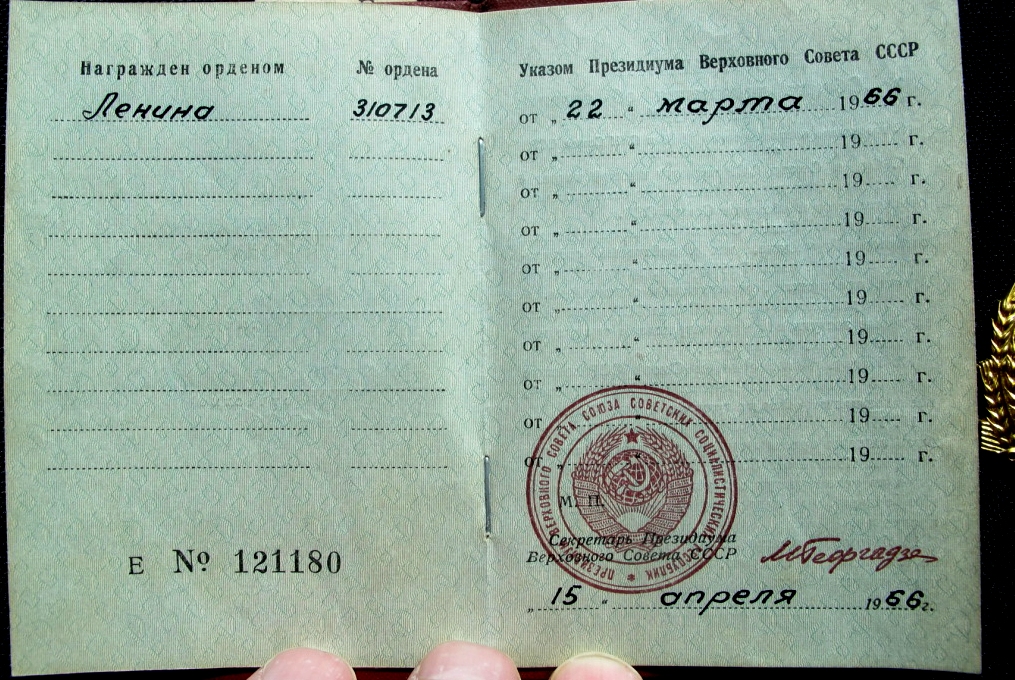 Награжден орденом № ордена
Ленина 310713
Е № 121180
Указом Президиума Верховного Совета СССР
от „ 22 “ марта 1966 г.
от „ “ 19 г.
от „ “ 19 г.
от „ “ 19 г.
от „ “ 19 г.
от „ “ 19 г.
от „ “ 19 г.
от „ “ 19 г.
от „ “ 19 г.
от „ “ 19 г.
ПРЕЗИДИУМ ВЕРХОВНОГО СОВЕТА СОЮЗА СОВЕТСКИХ СОЦИАЛИСТИЧЕСКИХ РЕСПУБЛИК
М. П.
Секретарь Президиума
Верховного Совета СССР МГеоргадзе
„ 15 “ апреля 1966 г.